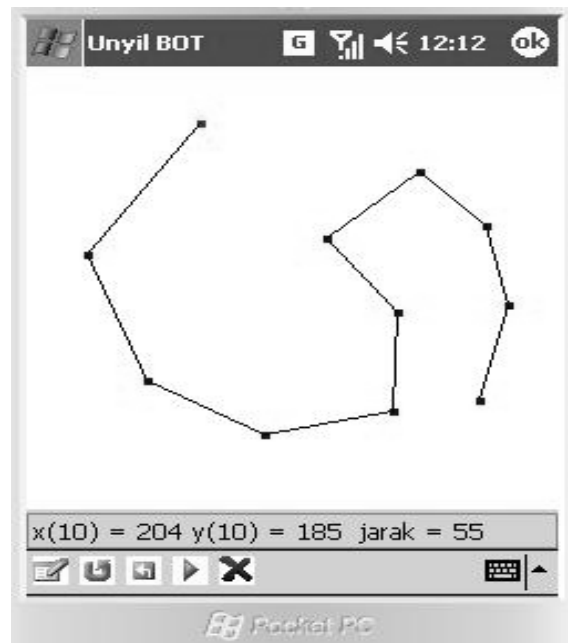 Unyil BOT G 12:12 ok
x(10) = 204 y(10) = 185 jarak = 55
Pocket PC